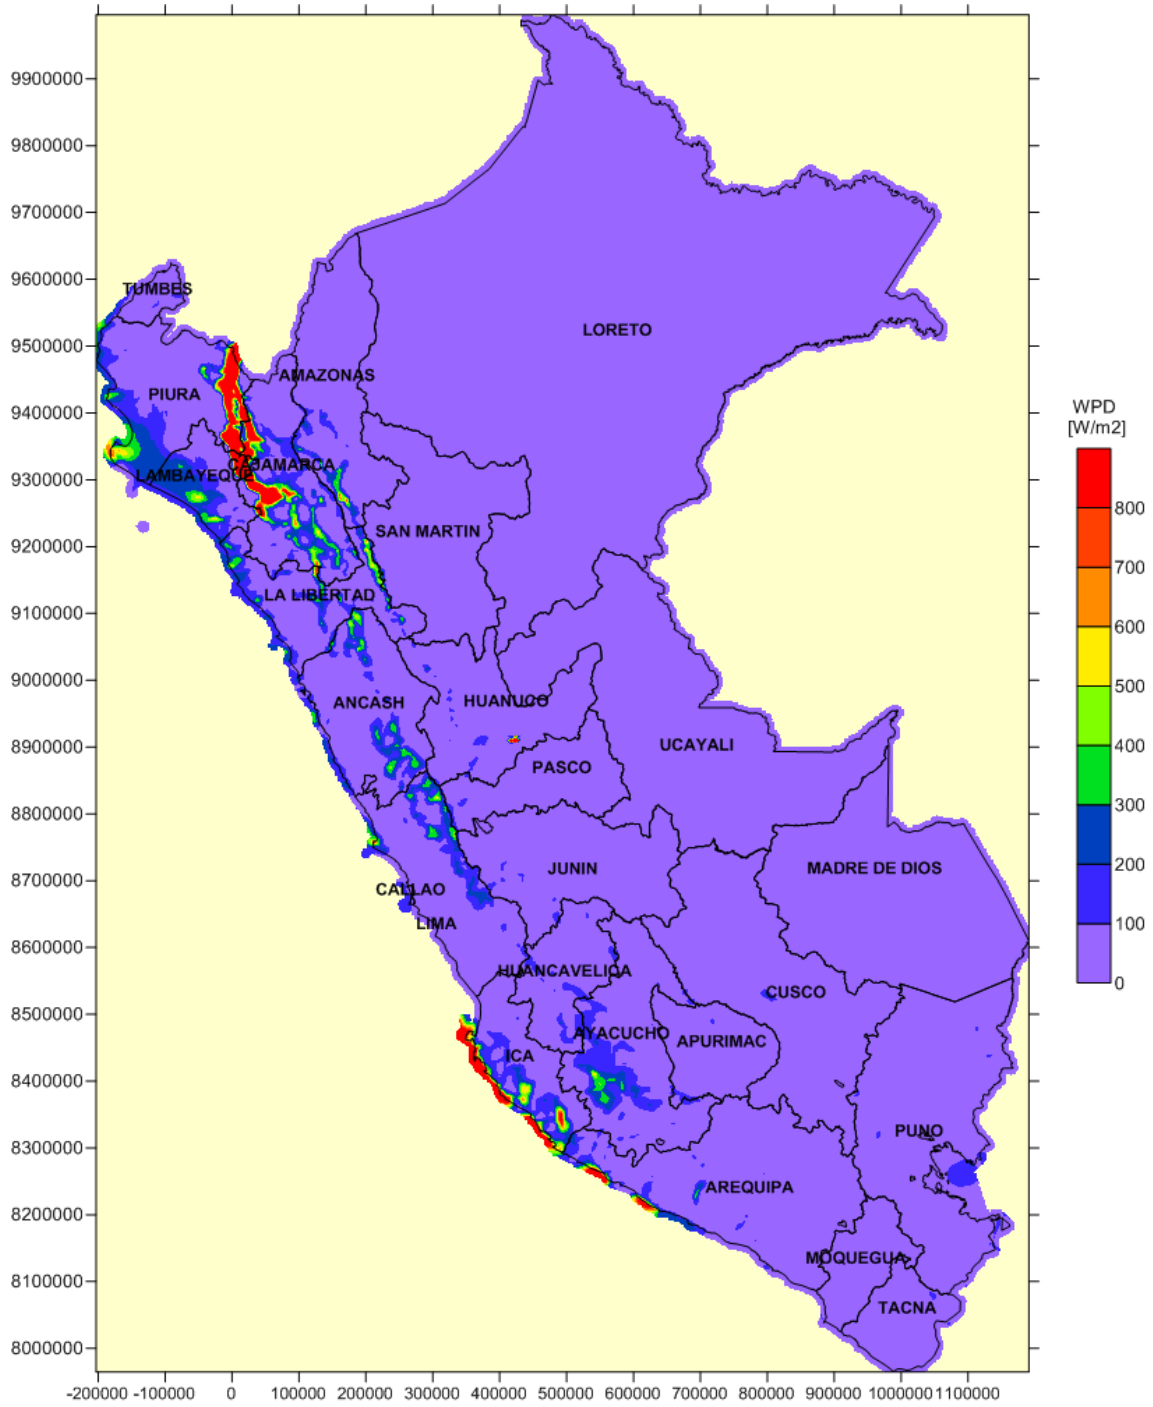 9900000
9800000
9700000
9600000
TUMBES
LORETO
9500000
AMAZONAS
PIURA
9400000
WPD
[W/m2]
CAJAMARCA
LAMBAYEQUE
9300000
800
SAN MARTIN
9200000
700
LA LIBERTAD
9100000
600
9000000
500
ANCASH
HUANUCO
8900000
UCAYALI
400
PASCO
8800000
300
JUNIN
MADRE DE DIOS
200
8700000
CALLAO
LIMA
100
8600000
HUANCAVELICA
CUSCO
0
8500000
AYACUCHO
APURIMAC
ICA
8400000
PUNO
8300000
AREQUIPA
8200000
MOQUEGUA
8100000
TACNA
8000000
-200000 -100000 0 100000 200000 300000 400000 500000 600000 700000 800000 900000 1000000 1100000